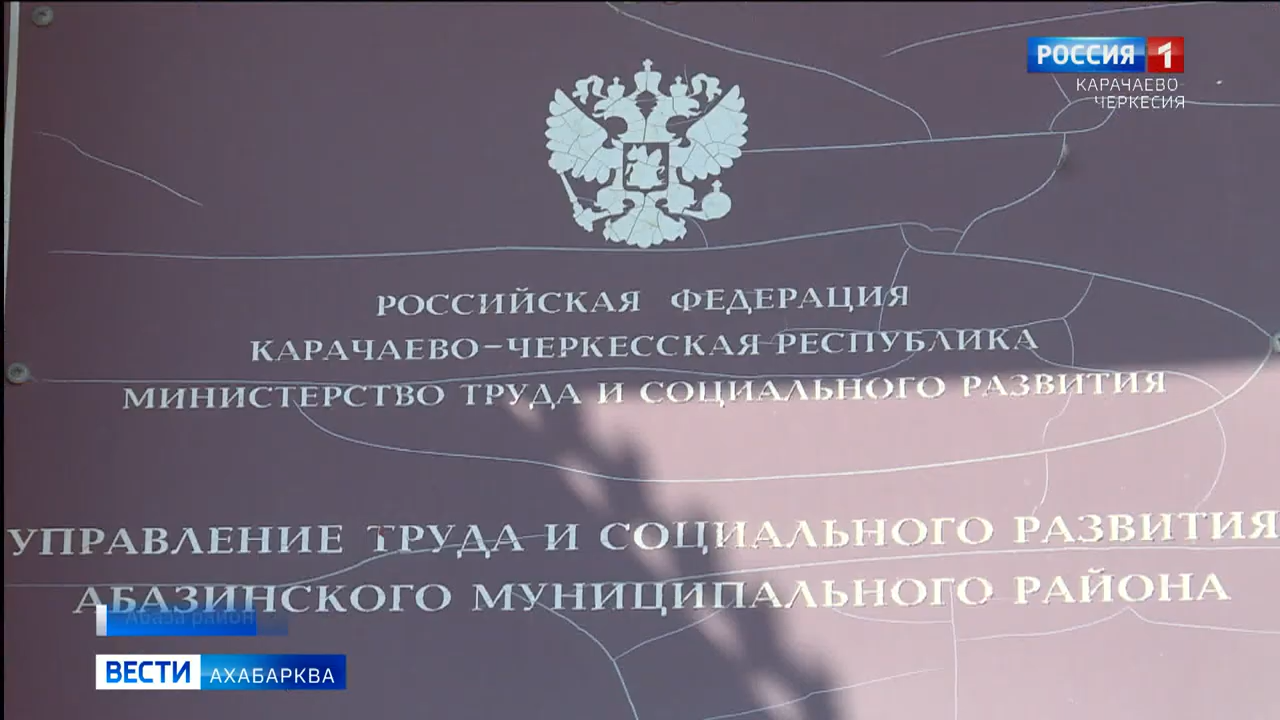 РОССИЯ 1
КАРАЧАЕВО
ЧЕРКЕСИЯ
РОССИЙСКАЯ ФЕДЕРАЦИЯ
КАРАЧАЕВО-ЧЕРКЕССКАЯ РЕСПУБЛИКА
МИНИСТЕРСТВО ТРУДА И СОЦИАЛЬНОГО РАЗВИТИЯ
УПРАВЛЕНИЕ ТРУДА И СОЦИАЛЬНОГО РАЗВИТИЯ
АБАЗИНСКОГО МУНИЦИПАЛЬНОГО РАЙОНА
Абаза район
ВЕСТИ АХАБАРКВА